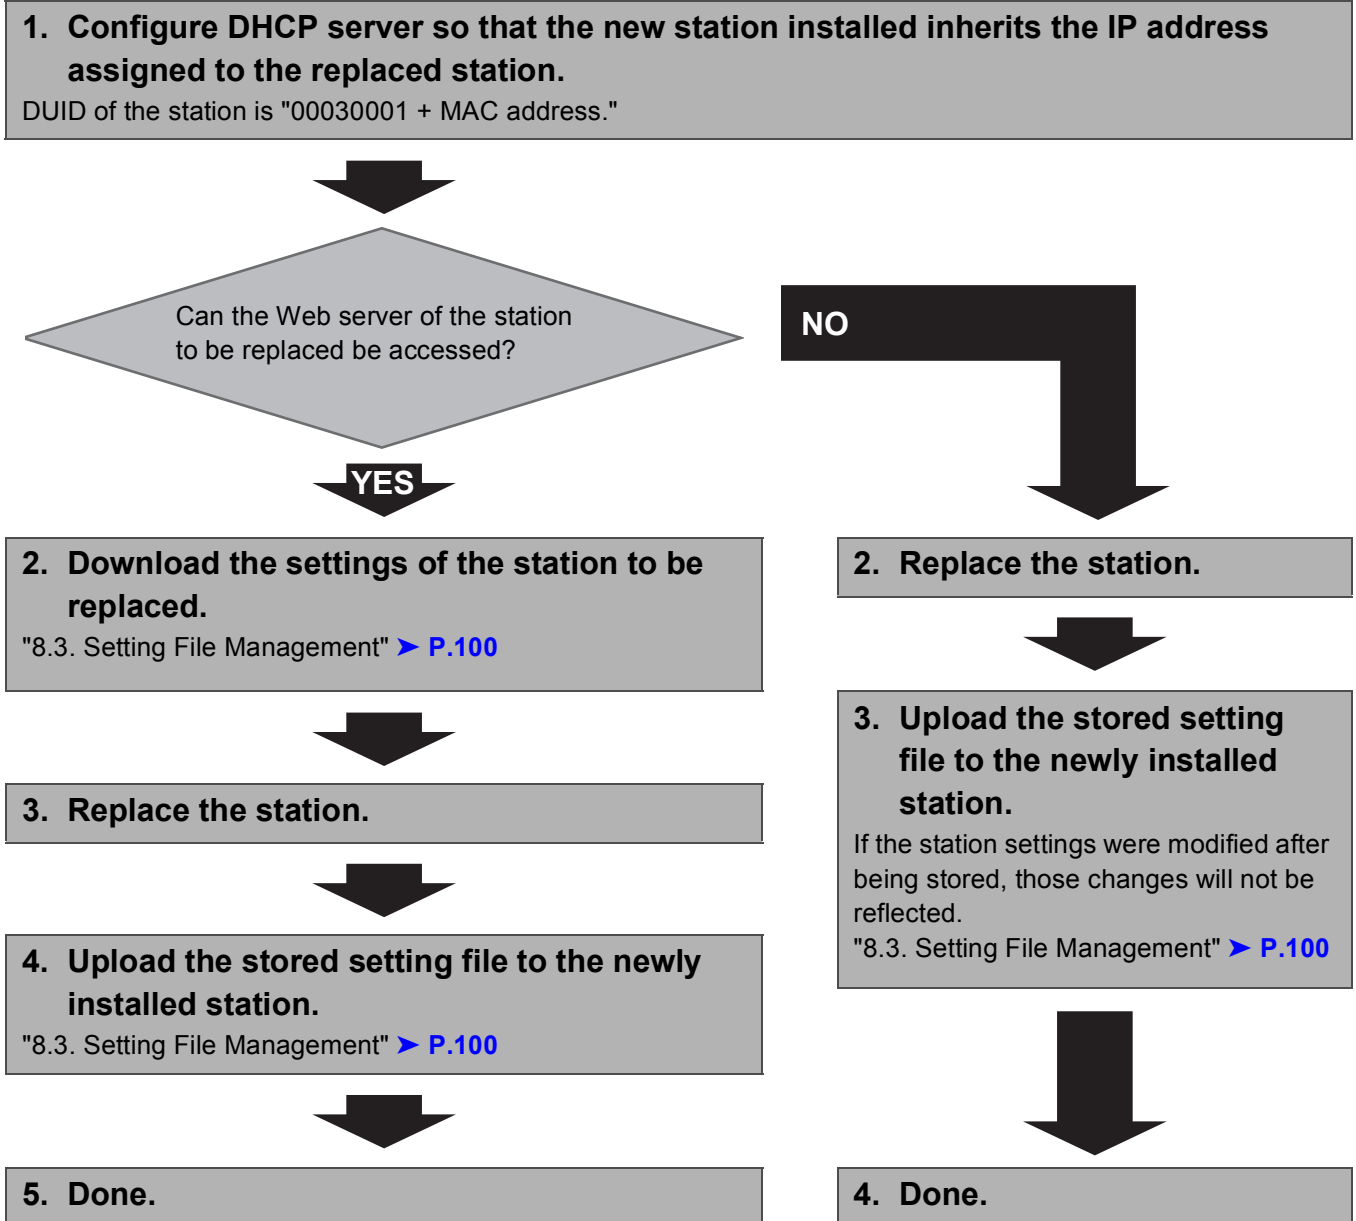 1. Configure DHCP server so that the new station installed inherits the IP address
assigned to the replaced station.
DUID of the station is "00030001 + MAC address."
Can the Web server of the station
to be replaced be accessed?
NO
YES
2. Download the settings of the station to be
replaced.
"8.3. Setting File Management" ➤ P.100
3. Replace the station.
4. Upload the stored setting file to the newly
installed station.
"8.3. Setting File Management" ➤ P.100
5. Done.
2. Replace the station.
3. Upload the stored setting
file to the newly installed
station.
If the station settings were modified after
being stored, those changes will not be
reflected.
"8.3. Setting File Management" ➤ P.100
4. Done.